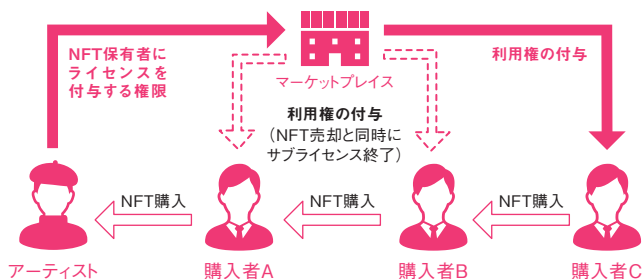 NFT保有者に
ライセンスを
付与する権限
マーケットプレイス
利用権の付与
利用権の付与
(NFT売却と同時に
サブライセンス終了)
NFT購入
NFT購入
NFT購入
アーティスト
購入者A
購入者B
購入者C